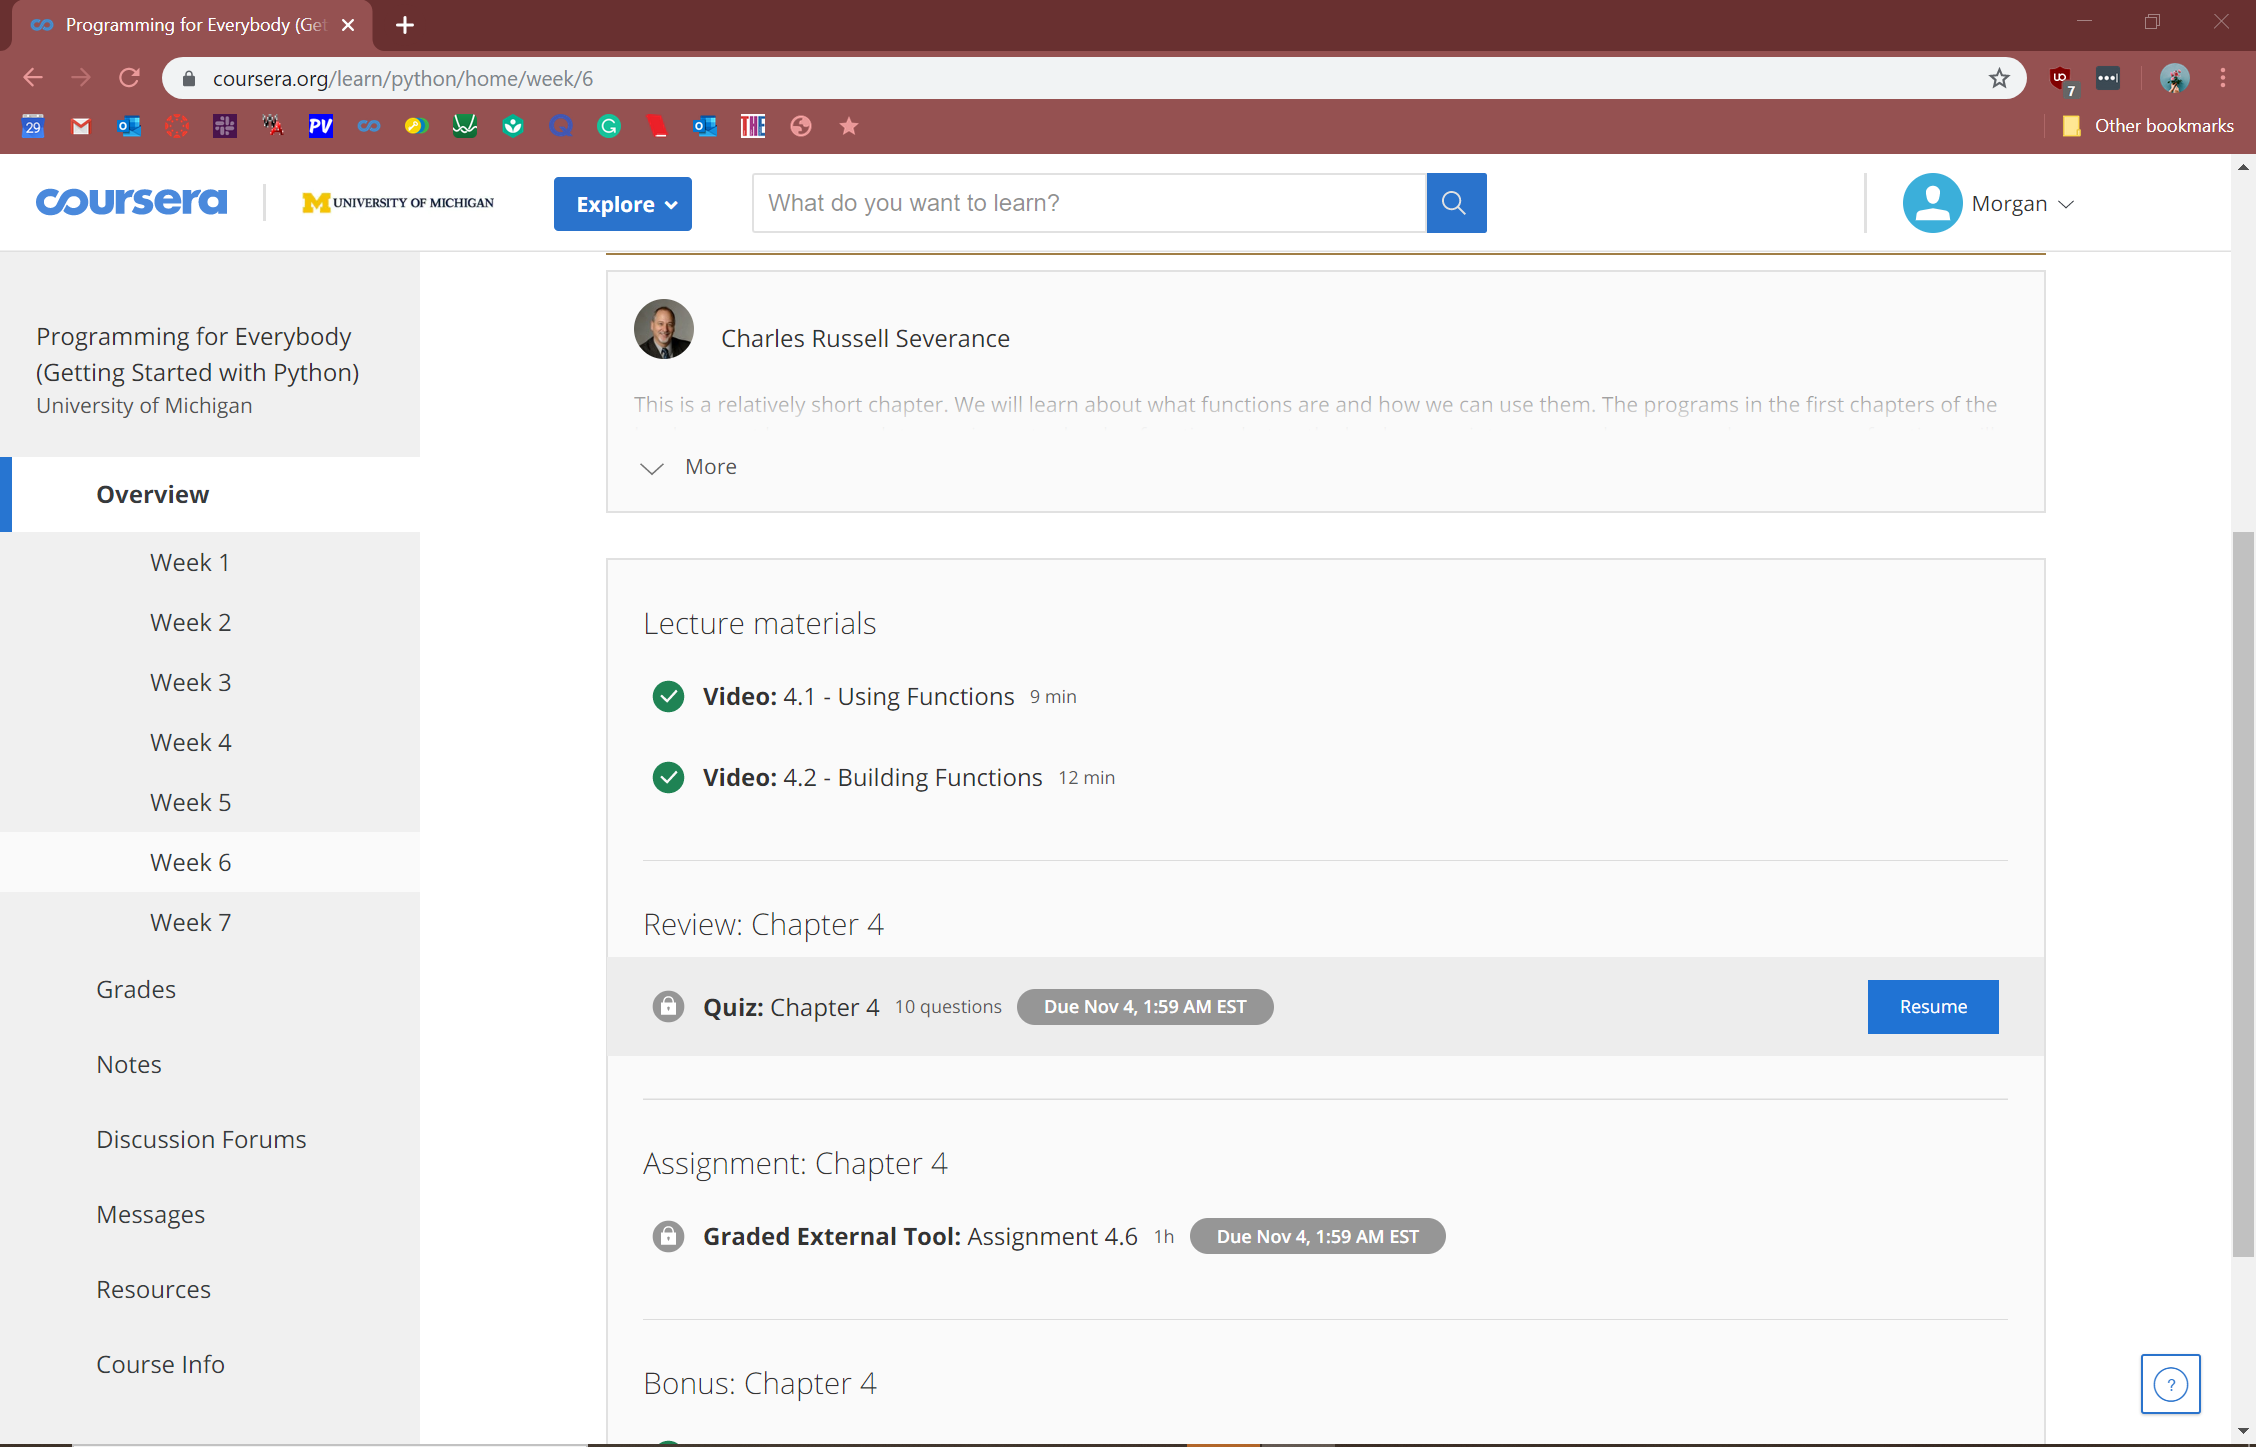 Programming for Everybody (Get
coursera.org/learn/python/home/week/6
7
29
PV
THE
Other bookmarks
coursera
M UNIVERSITY OF MICHIGAN
Explore
What do you want to learn?
Morgan
Programming for Everybody
(Getting Started with Python)
University of Michigan
Overview
Week 1
Week 2
Week 3
Week 4
Week 5
Week 6
Week 7
Grades
Notes
Discussion Forums
Messages
Resources
Course Info
Charles Russell Severance
This is a relatively short chapter. We will learn about what functions are and how we can use them. The programs in the first chapters of the
More
Lecture materials
Video: 4.1 - Using Functions 9 min
Video: 4.2 - Building Functions 12 min
Review: Chapter 4
Quiz: Chapter 4 10 questions Due Nov 4, 1:59 AM EST
Resume
Assignment: Chapter 4
Graded External Tool: Assignment 4.6 1h Due Nov 4, 1:59 AM EST
Bonus: Chapter 4
?